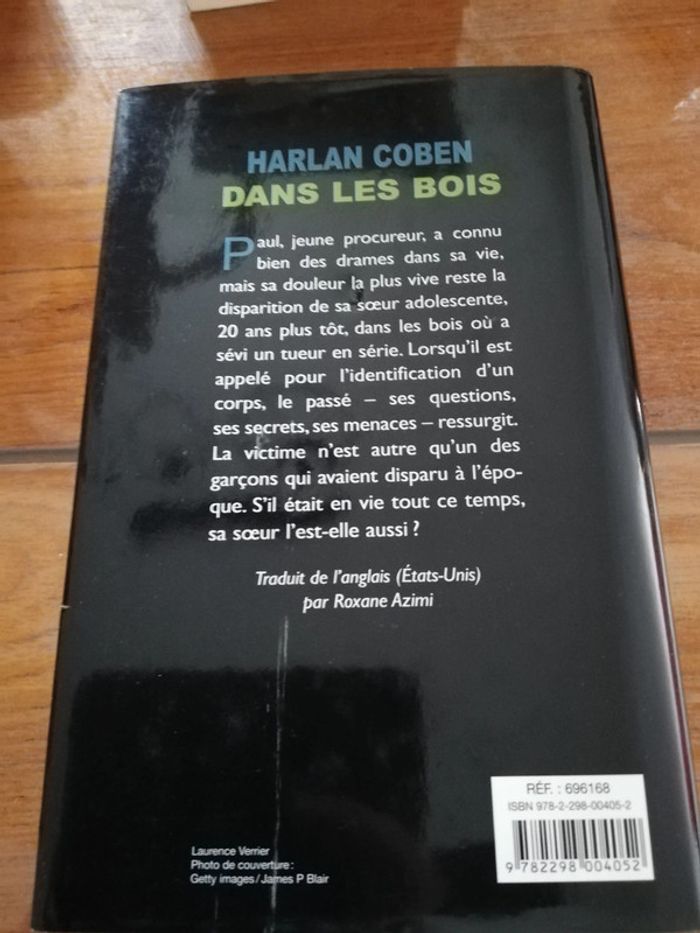 HARLAN COBEN
DANS LES BOIS
Paul, jeune procureur, a connu
bien des drames dans sa vie,
mais sa douleur la plus vive reste la
disparition de sa sœur adolescente,
20 ans plus tôt, dans les bois où a
sévi un tueur en série. Lorsqu'il est
appelé pour l'identification d'un
corps, le passé – ses questions,
ses secrets, ses menaces – ressurgit.
La victime n'est autre qu'un des
garçons qui avaient disparu à l'épo-
que. S'il était en vie tout ce temps,
sa sœur l'est-elle aussi ?
Traduit de l'anglais (États-Unis)
par Roxane Azimi
RÉF. : 696168
ISBN 978-2-298-00405-2
9 782298 004052
Laurence Verrier
Photo de couverture :
Getty images / James P Blair